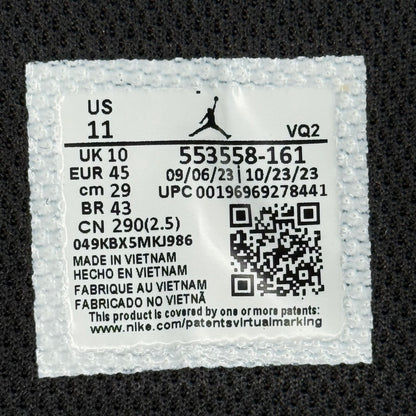 US
11
VQ2
UK 10
553558-161
EUR 45
09/06/23 | 10/23/23
cm 29
UPC 00196969278441
BR 43
CN 290(2.5)
049KBX5MKJ986
MADE IN VIETNAM
HECHO EN VIETNAM
FABRIQUE AU VIETNAM
FABRICADO NO VIETNÃ
This product is covered by one or more patents:
www.nike.com/patentsvirtualmarking